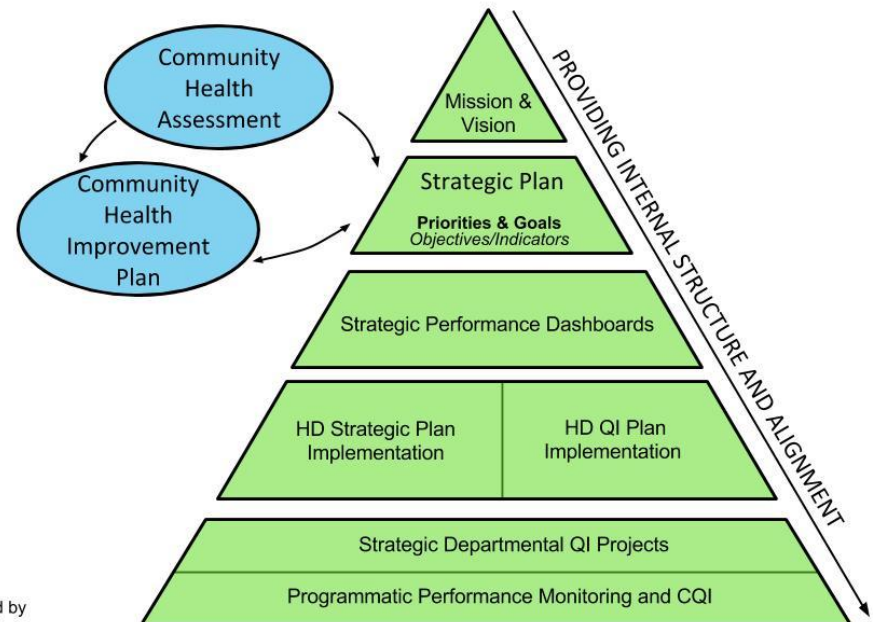 Community
Health
Assessment
Community
Health
Improvement
Plan
Mission &
Vision
Strategic Plan
Priorities & Goals
Objectives/Indicators
Strategic Performance Dashboards
HD Strategic Plan
Implementation
HD QI Plan
Implementation
Strategic Departmental QI Projects
Programmatic Performance Monitoring and CQI
PROVIDING INTERNAL STRUCTURE AND ALIGNMENT
by